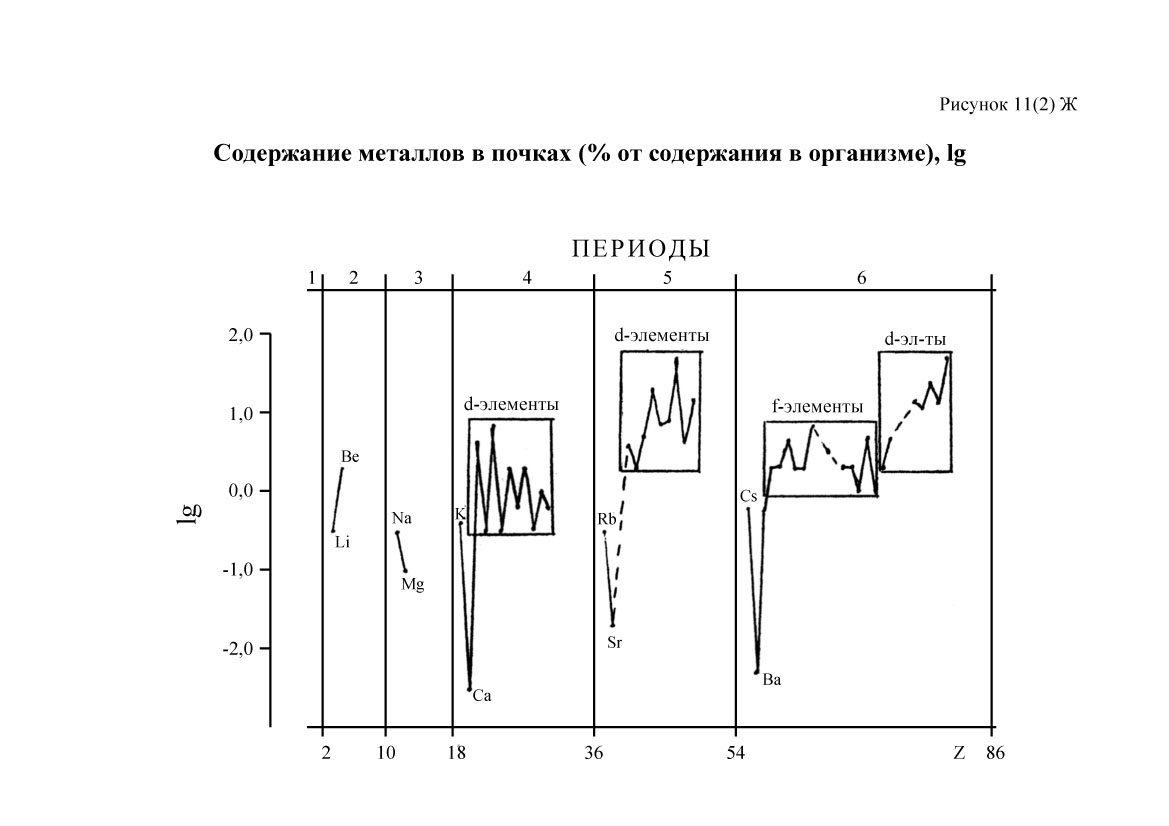 Рисунок 11(2) Ж
Содержание металлов в почках (% от содержания в организме), lg
ПЕРИОДЫ
1 2 3 4 5 6
2,0
d-элементы
d-эл-ты
1,0
d-элементы
f-элементы
Be
0,0
Cs
K
Na
Rb
lg
Li
-1,0
Mg
Sr
-2,0
Ba
Ca
2 10 18 36 54 Z 86